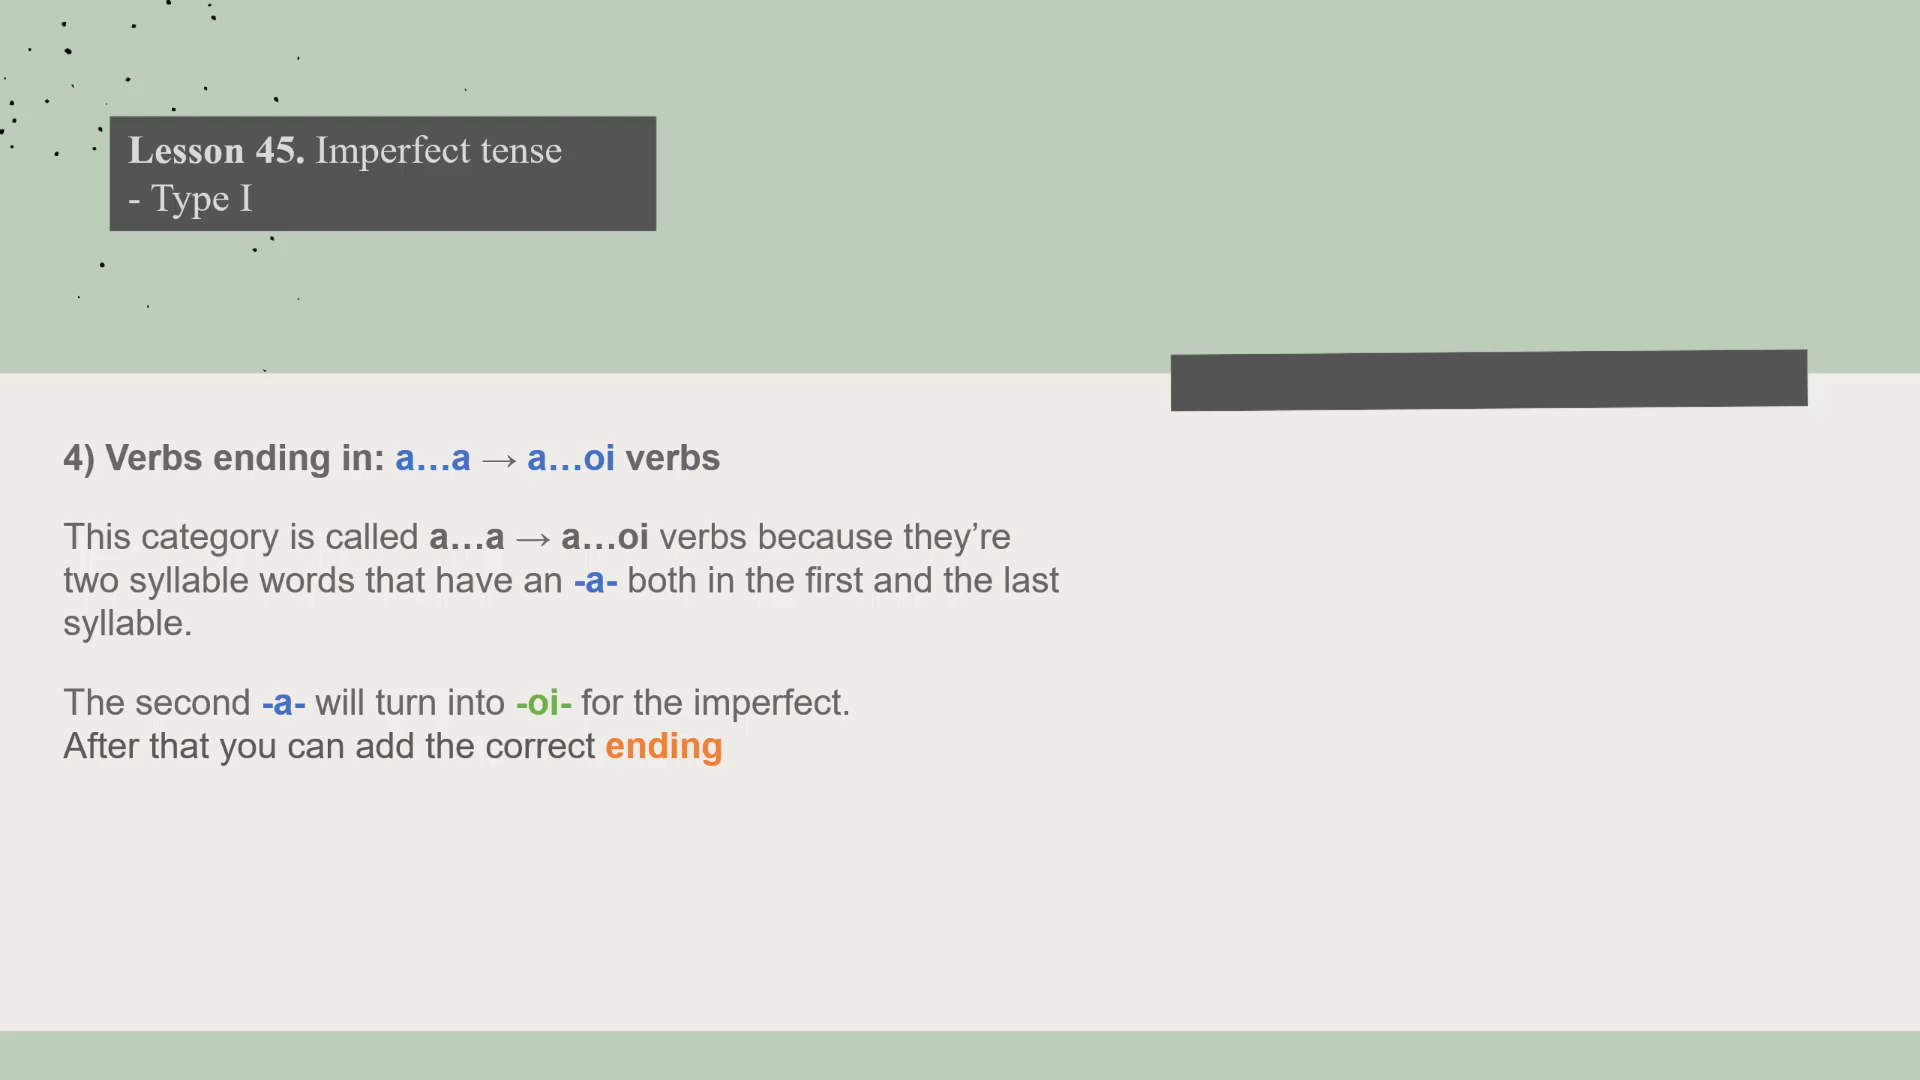 Lesson 45. Imperfect tense
- Type I
4) Verbs ending in: a…a → a…oi verbs
This category is called a…a → a…oi verbs because they’re
two syllable words that have an -a- both in the first and the last
syllable.
The second -a- will turn into -oi- for the imperfect.
After that you can add the correct ending